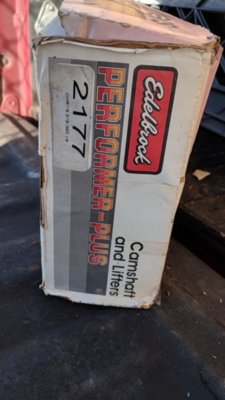 Edelbrock
PERFORMER-PLUS
Camshaft
and Lifters
2177